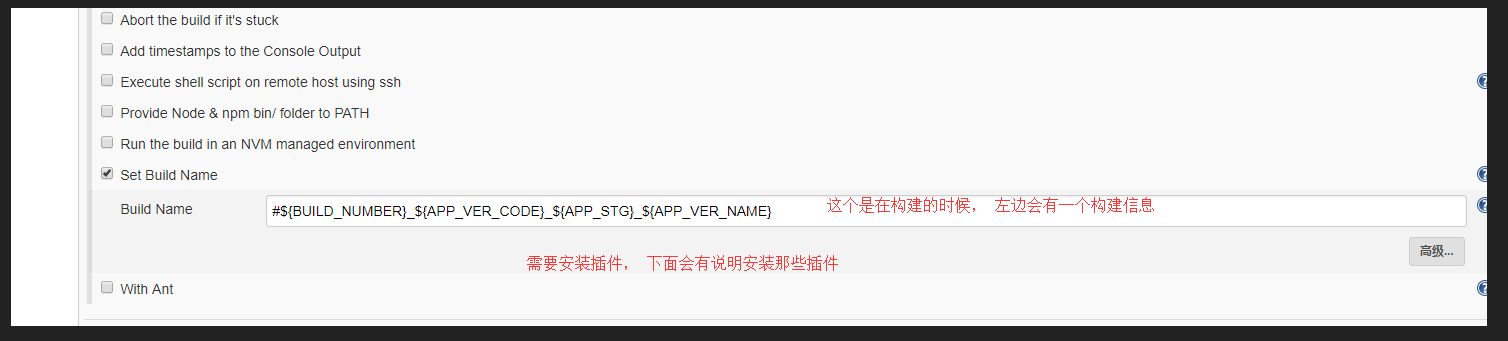 Abort the build if it's stuck
Add timestamps to the Console Output
Execute shell script on remote host using ssh
Provide Node & npm bin/ folder to PATH
Run the build in an NVM managed environment
Set Build Name
Build Name
#${BUILD_NUMBER}_${APP_VER_CODE}_${APP_STG}_${APP_VER_NAME}
这个是在构建的时候， 左边会有一个构建信息
高级...
需要安装插件， 下面会有说明安装那些插件
With Ant